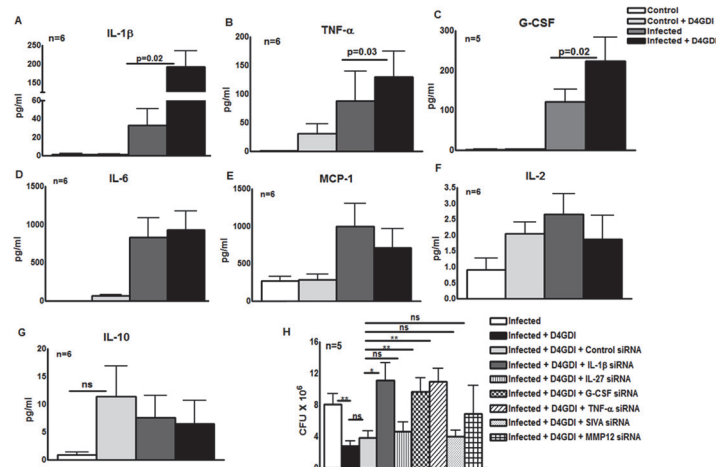 A
IL-1β
n=6
p=0.02
pg/ml
250
200
150
100
60
40
20
0
B
TNF-α
n=6
p=0.03
pg/ml
200
150
100
50
0
C
G-CSF
n=5
p=0.02
pg/ml
300
200
100
0
Control
Control + D4GDI
Infected
Infected + D4GDI
D
IL-6
n=6
pg/ml
1500
1000
500
0
E
MCP-1
n=6
pg/ml
1500
1000
500
0
F
IL-2
n=6
pg/ml
3.5
3.0
2.5
2.0
1.5
1.0
0.5
0.0
G
IL-10
n=6
ns
pg/ml
20
15
10
5
0
H
n=5
ns
ns
**
**
ns
*
**
ns
CFU X 10⁶
16
12
8
4
0
Infected
Infected + D4GDI
Infected + D4GDI + Control siRNA
Infected + D4GDI + IL-1β siRNA
Infected + D4GDI + IL-27 siRNA
Infected + D4GDI + G-CSF siRNA
Infected + D4GDI + TNF-α siRNA
Infected + D4GDI + SIVA siRNA
Infected + D4GDI + MMP12 siRNA